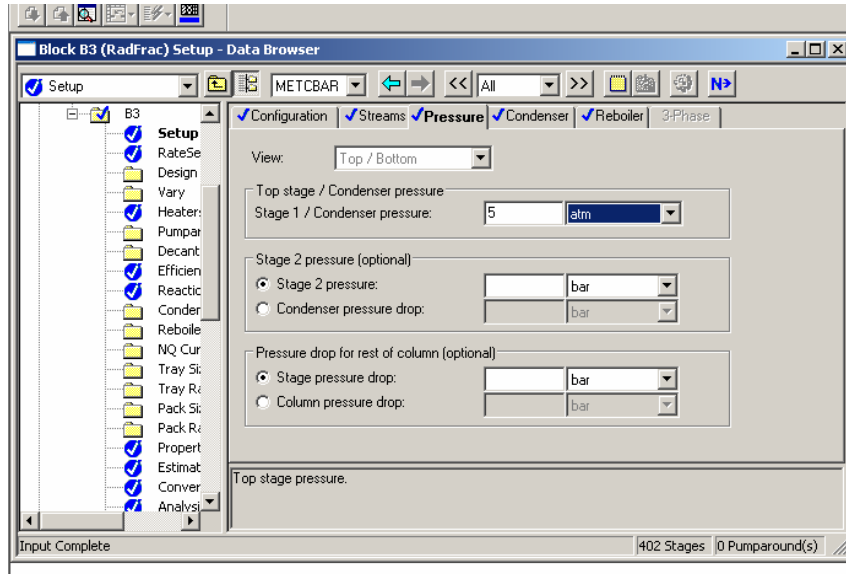 Block B3 (RadFrac) Setup - Data Browser
Setup METCBAR << All >> N>
B3
Setup
RateSe
Design
Vary
Heater:
Pumpar
Decant
Efficien
Reactic
Conder
Reboile
NQ Cur
Tray Si
Tray Ra
Pack Si
Pack Ra
Propert
Estimat
Conver
Analysi
Configuration Streams Pressure Condenser Reboiler 3-Phase
View: Top / Bottom
Top stage / Condenser pressure
Stage 1 / Condenser pressure: 5 atm
Stage 2 pressure (optional)
Stage 2 pressure: bar
Condenser pressure drop: bar
Pressure drop for rest of column (optional)
Stage pressure drop: bar
Column pressure drop: bar
Top stage pressure.
Input Complete 402 Stages 0 Pumparound(s)